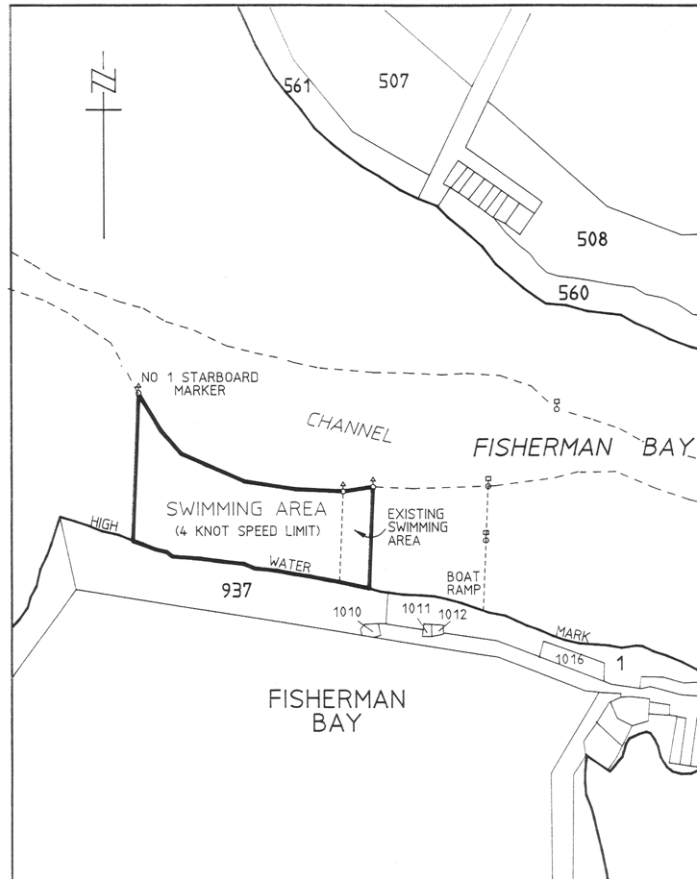 561
507
508
560
NO 1 STARBOARD
MARKER
CHANNEL
FISHERMAN BAY
SWIMMING AREA
(4 KNOT SPEED LIMIT)
EXISTING
SWIMMING
AREA
HIGH
WATER
BOAT
RAMP
937
1010
1011
1012
MARK
1016
1
FISHERMAN
BAY